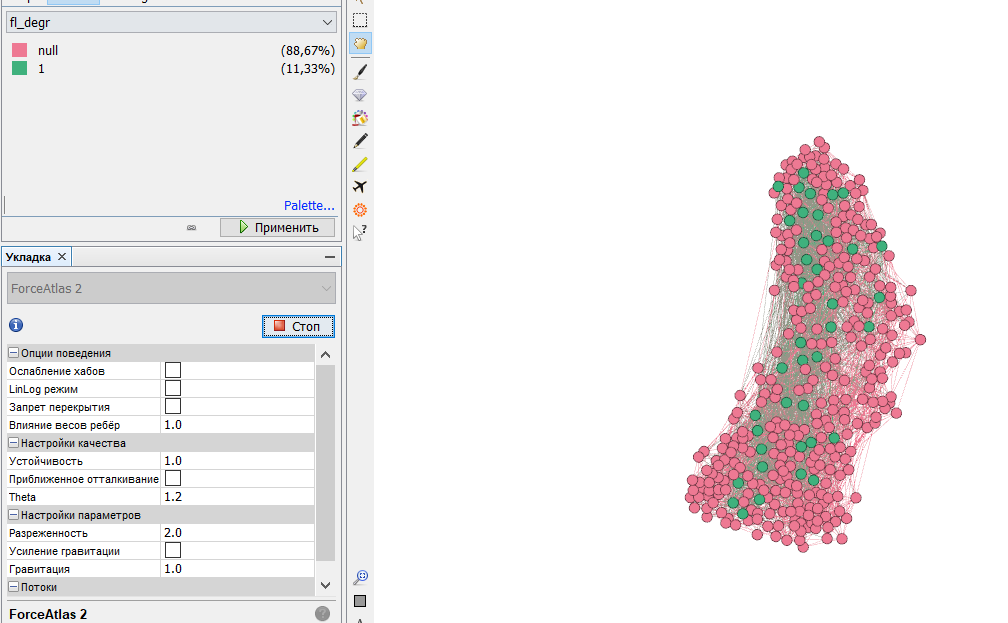 fl_degr
null (88,67%)
1 (11,33%)
Palette...
Применить
Укладка
ForceAtlas 2
Стоп
Опции поведения
Ослабление хабов
LinLog режим
Запрет перекрытия
Влияние весов ребёр 1.0
Настройки качества
Устойчивость 1.0
Приближенное отталкивание
Theta 1.2
Настройки параметров
Разреженность 2.0
Усиление гравитации
Гравитация 1.0
Потоки
ForceAtlas 2